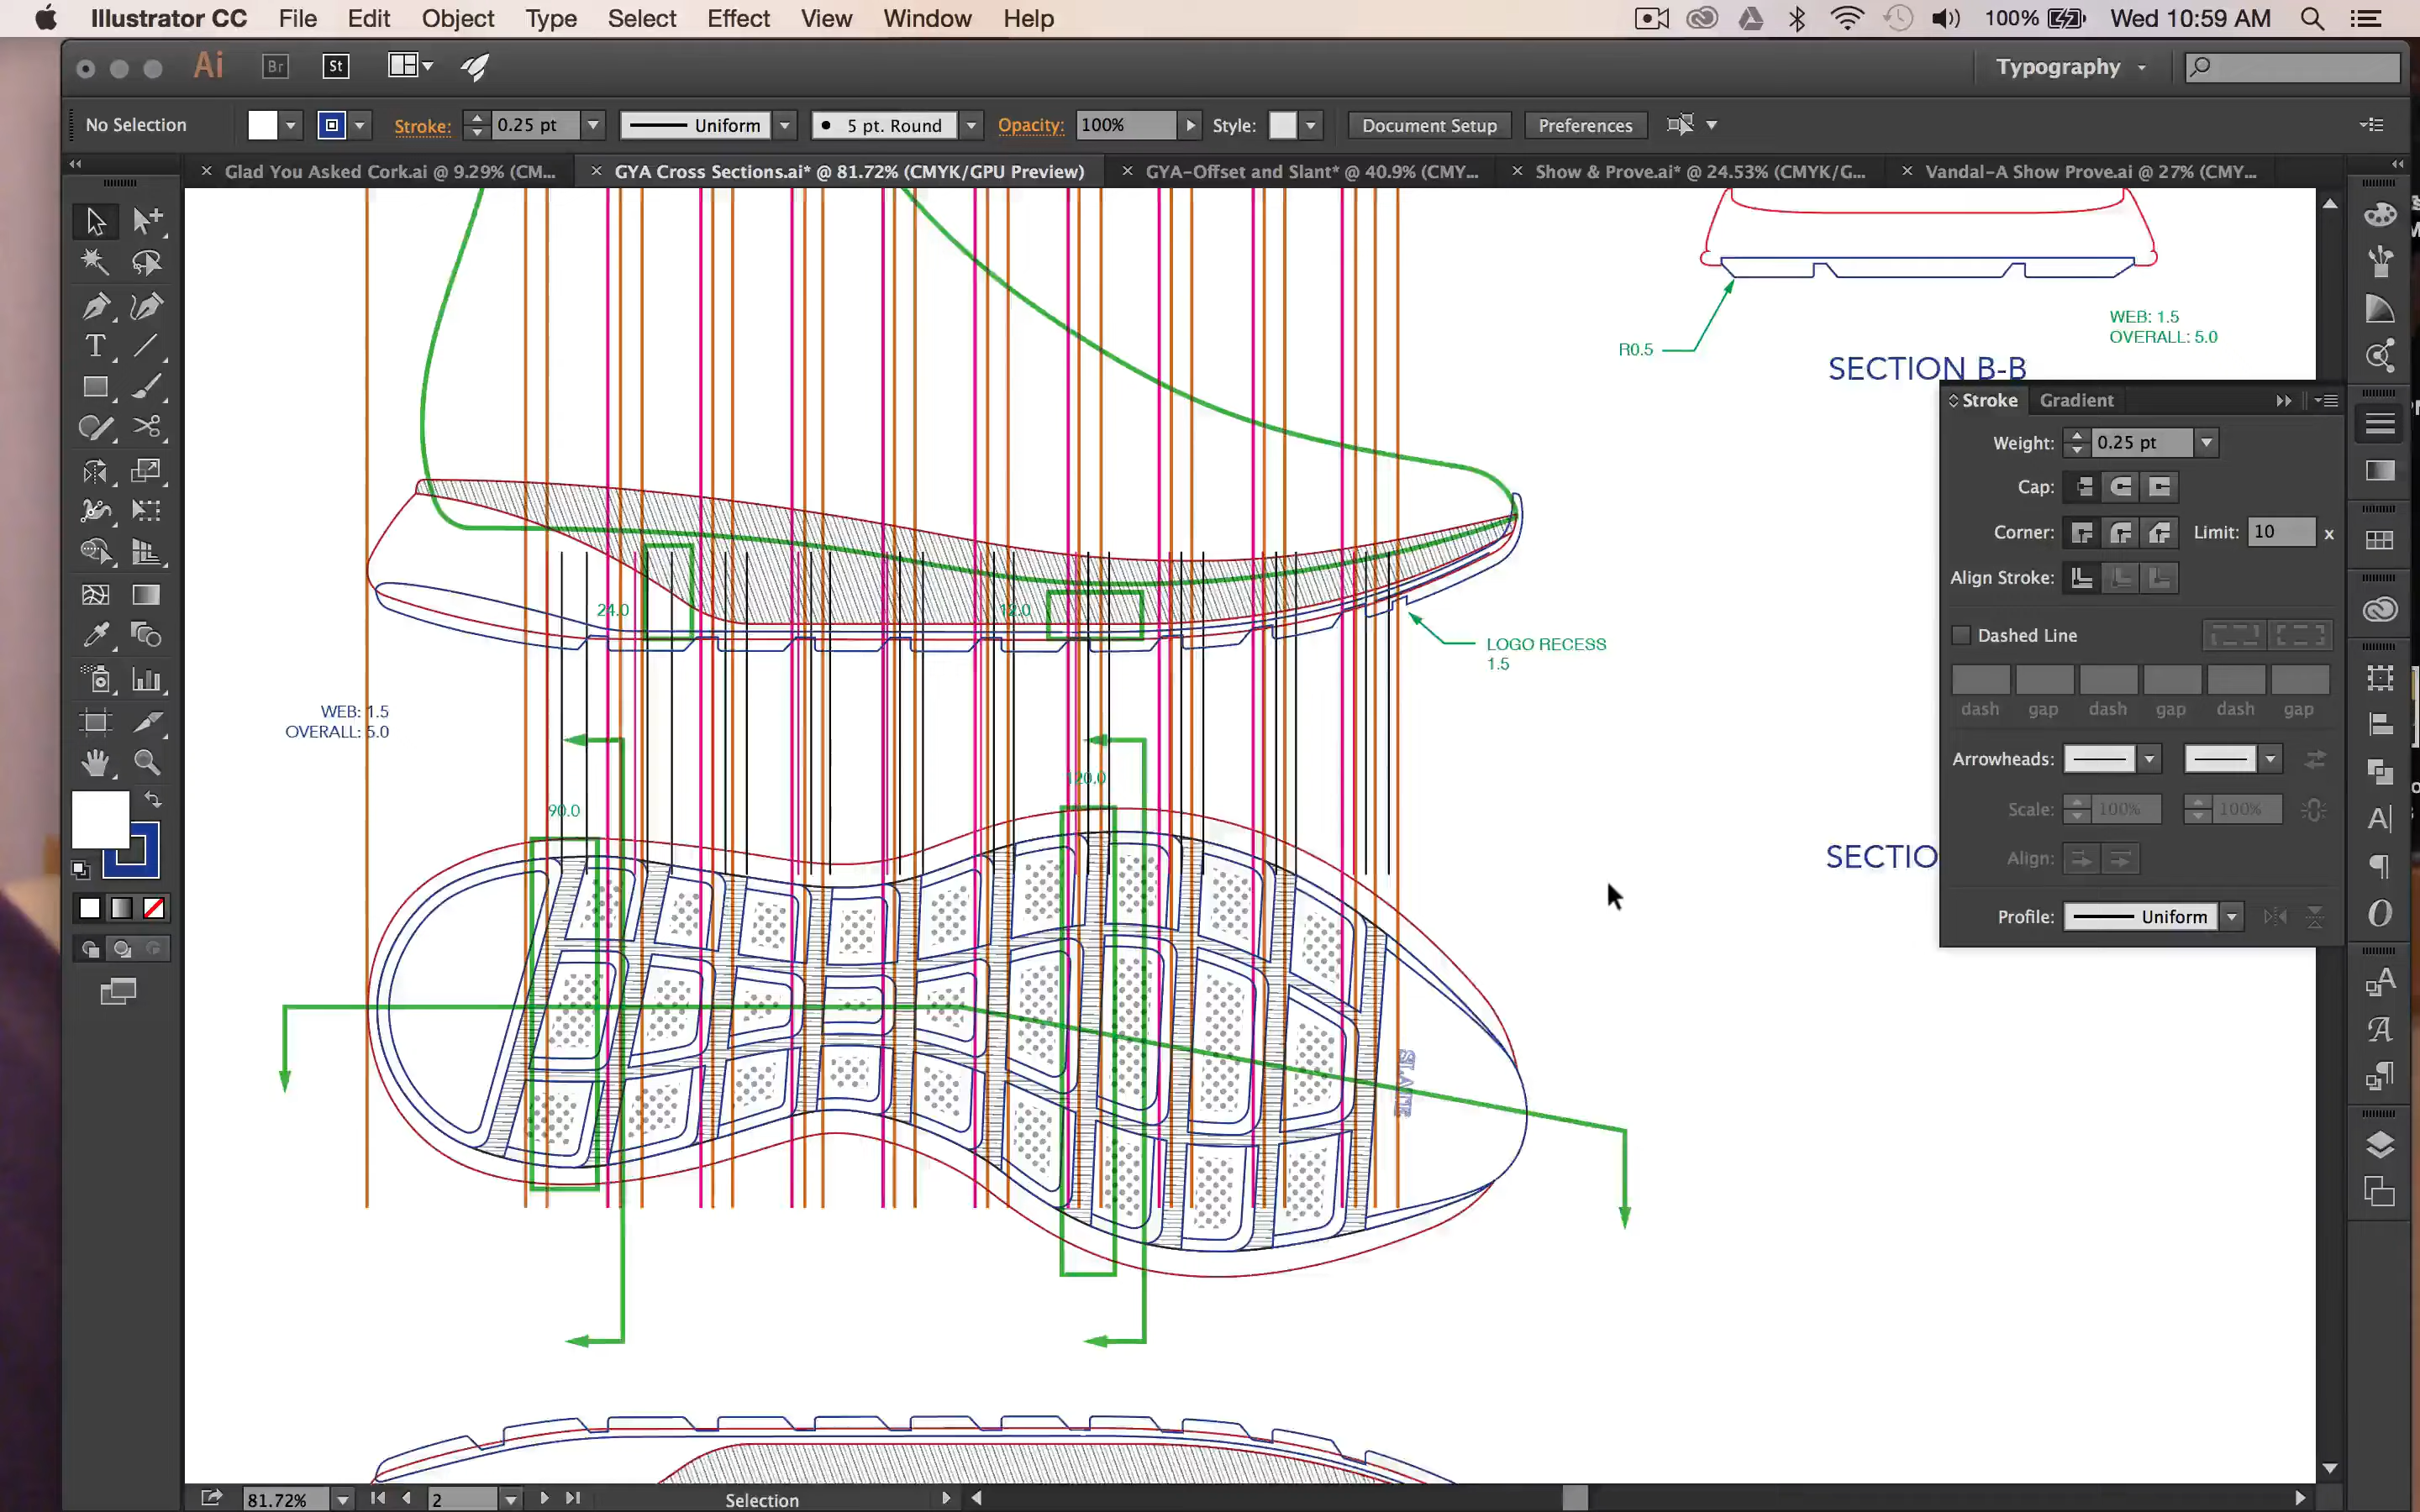 Illustrator CC File Edit Object Type Select Effect View Window Help
100% Wed 10:59 AM
Ai Br St Typography
No Selection Stroke: 0.25 pt Uniform 5 pt. Round Opacity: 100% Style: Document Setup Preferences
Glad You Asked Cork.ai @ 9.29% (CM... GYA Cross Sections.ai* @ 81.72% (CMYK/GPU Preview) GYA-Offset and Slant* @ 40.9% (CMY... Show & Prove.ai* @ 24.53% (CMYK/G... Vandal-A Show Prove.ai @ 27% (CMY...
WEB: 1.5
OVERALL: 5.0
R0.5
SECTION B-B
Stroke Gradient
Weight: 0.25 pt
Cap:
Corner: Limit: 10 x
Align Stroke:
Dashed Line
dash gap dash gap dash gap
Arrowheads:
Scale: 100% 100%
Align:
Profile: Uniform
24.0
12.0
LOGO RECESS
1.5
WEB: 1.5
OVERALL: 5.0
120.0
90.0
SECTIO
81.72% 2 Selection